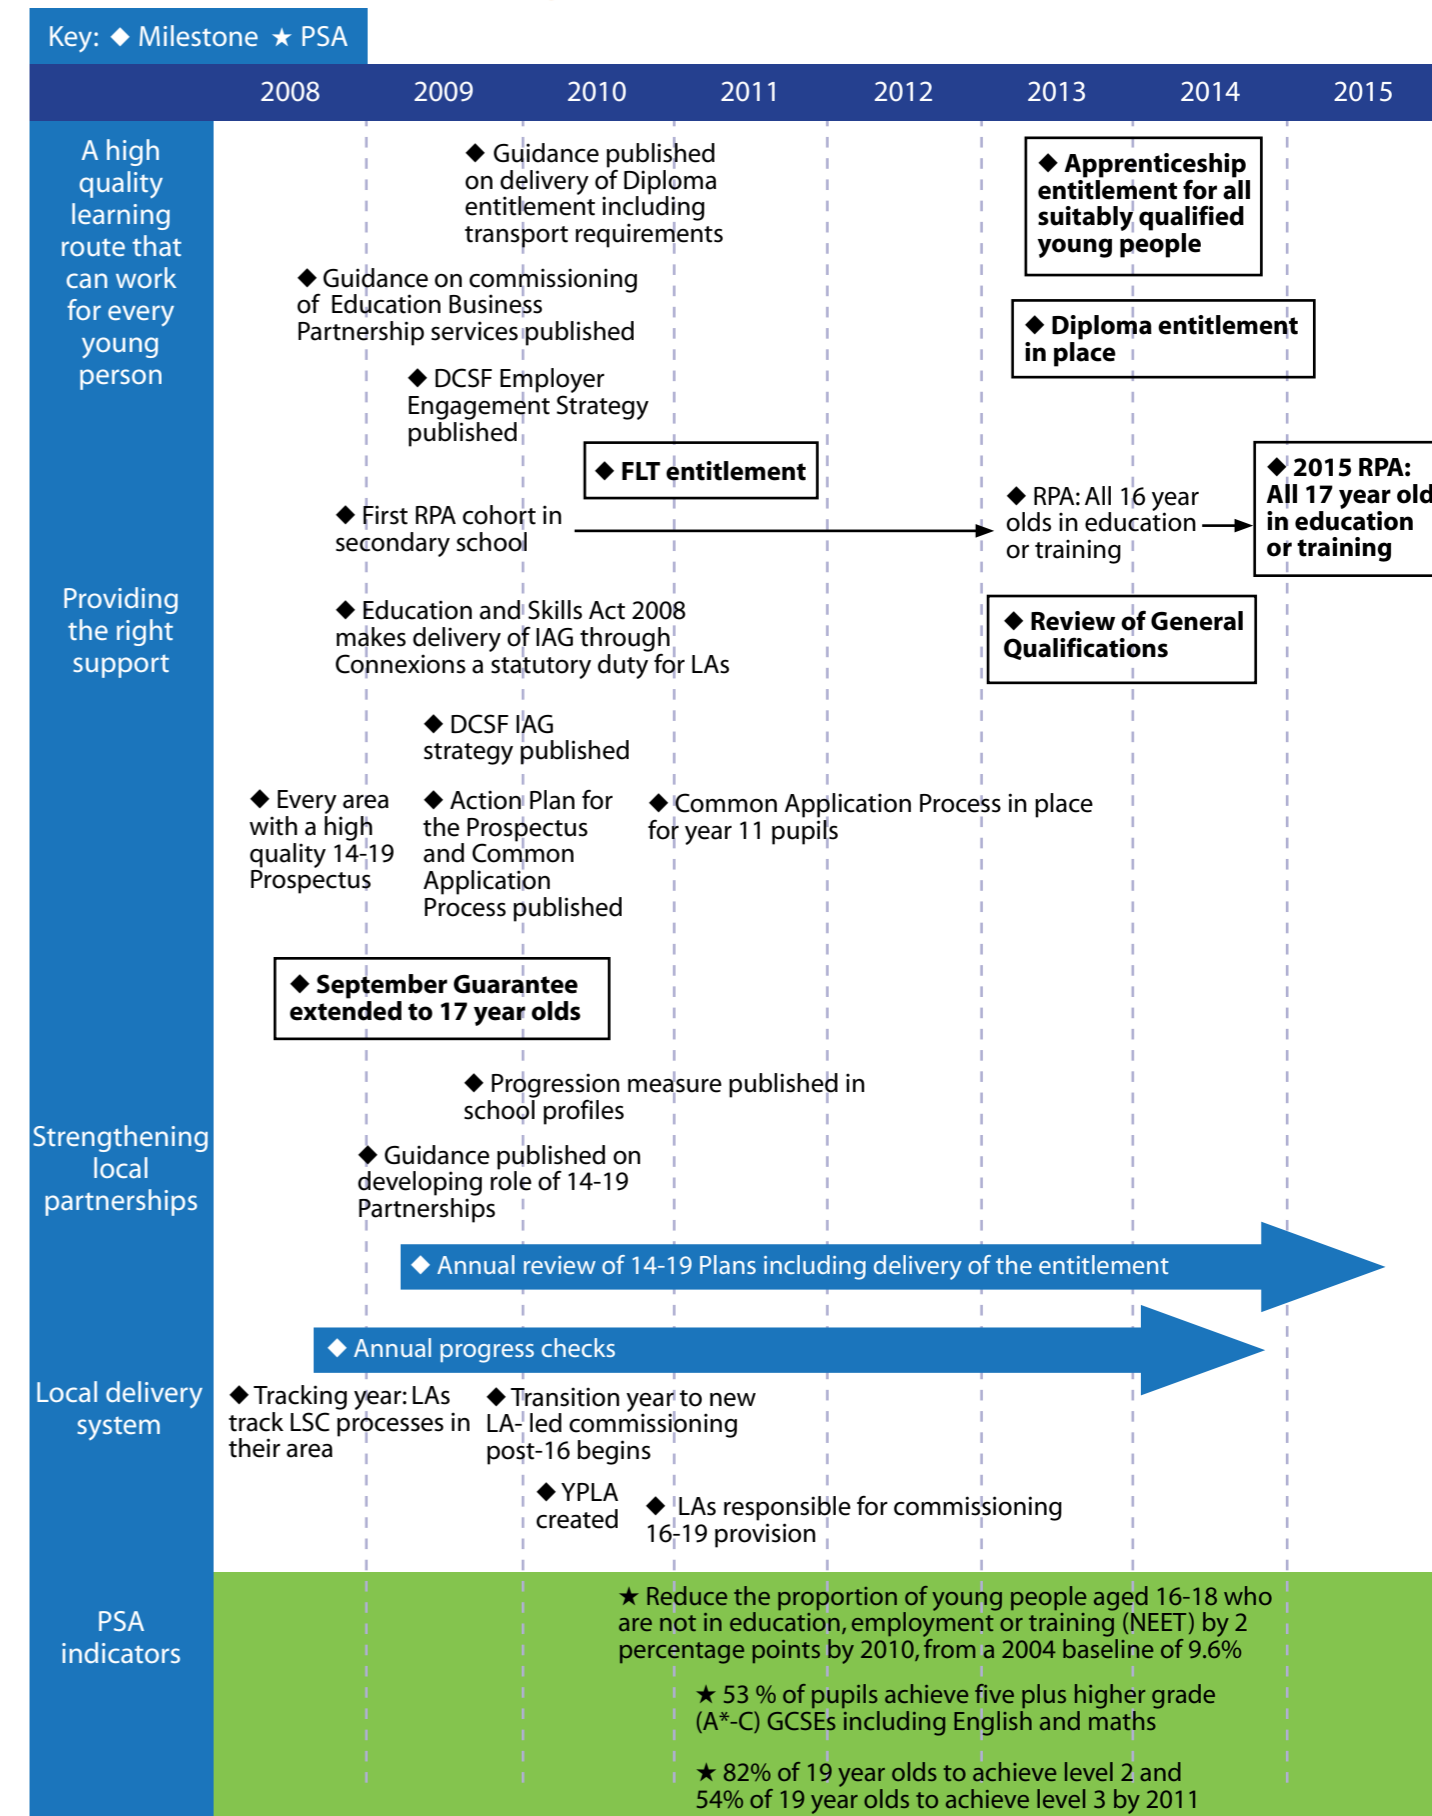 Key: ◆ Milestone ★ PSA
2008 2009 2010 2011 2012 2013 2014 2015
A high
quality
learning
route that
can work
for every
young
person
◆ Guidance published
on delivery of Diploma
entitlement including
transport requirements
◆ Apprenticeship
entitlement for all
suitably qualified
young people
◆ Guidance on commissioning
of Education Business
Partnership services published
◆ Diploma entitlement
in place
◆ DCSF Employer
Engagement Strategy
published
◆ FLT entitlement
◆ First RPA cohort in
secondary school
◆ RPA: All 16 year
olds in education
or training
◆ 2015 RPA:
All 17 year old
in education
or training
Providing
the right
support
◆ Education and Skills Act 2008
makes delivery of IAG through
Connexions a statutory duty for LAs
◆ Review of General
Qualifications
◆ DCSF IAG
strategy published
◆ Every area
with a high
quality 14-19
Prospectus
◆ Action Plan for
the Prospectus
and Common
Application
Process published
◆ Common Application Process in place
for year 11 pupils
◆ September Guarantee
extended to 17 year olds
◆ Progression measure published in
school profiles
Strengthening
local
partnerships
◆ Guidance published on
developing role of 14-19
Partnerships
◆ Annual review of 14-19 Plans including delivery of the entitlement
◆ Annual progress checks
Local delivery
system
◆ Tracking year: LAs
track LSC processes in
their area
◆ Transition year to new
LA- led commissioning
post-16 begins
◆ YPLA
created
◆ LAs responsible for commissioning
16-19 provision
PSA
indicators
★ Reduce the proportion of young people aged 16-18 who
are not in education, employment or training (NEET) by 2
percentage points by 2010, from a 2004 baseline of 9.6%
★ 53 % of pupils achieve five plus higher grade
(A*-C) GCSEs including English and maths
★ 82% of 19 year olds to achieve level 2 and
54% of 19 year olds to achieve level 3 by 2011